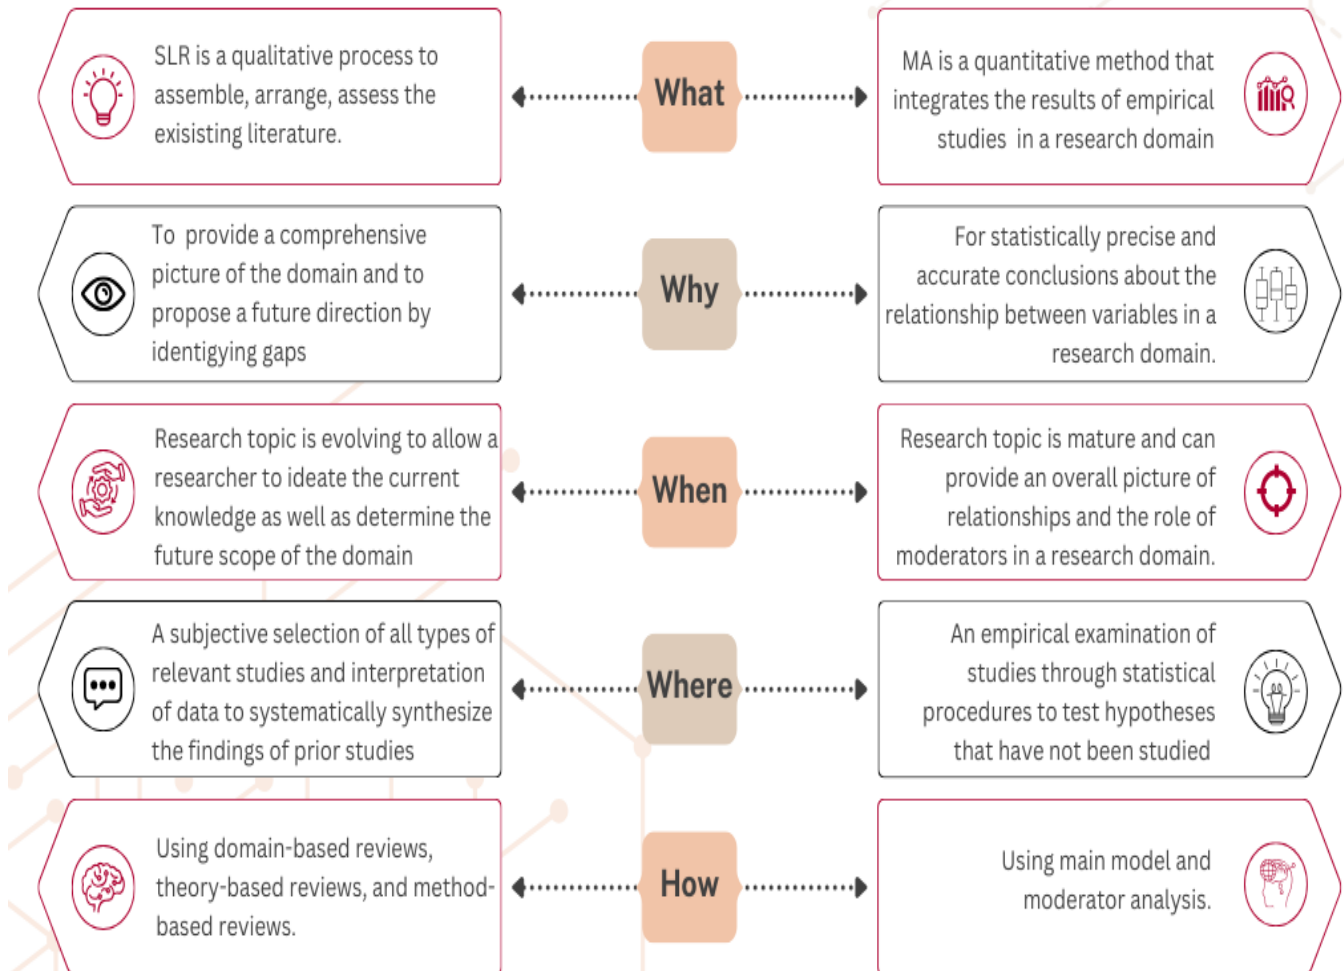 SLR is a qualitative process to
assemble, arrange, assess the
exisisting literature.
What
MA is a quantitative method that
integrates the results of empirical
studies in a research domain
To provide a comprehensive
picture of the domain and to
propose a future direction by
identigying gaps
Why
For statistically precise and
accurate conclusions about the
relationship between variables in a
research domain.
Research topic is evolving to allow a
researcher to ideate the current
knowledge as well as determine the
future scope of the domain
When
Research topic is mature and can
provide an overall picture of
relationships and the role of
moderators in a research domain.
A subjective selection of all types of
relevant studies and interpretation
of data to systematically synthesize
the findings of prior studies
Where
An empirical examination of
studies through statistical
procedures to test hypotheses
that have not been studied
Using domain-based reviews,
theory-based reviews, and method-
based reviews.
How
Using main model and
moderator analysis.